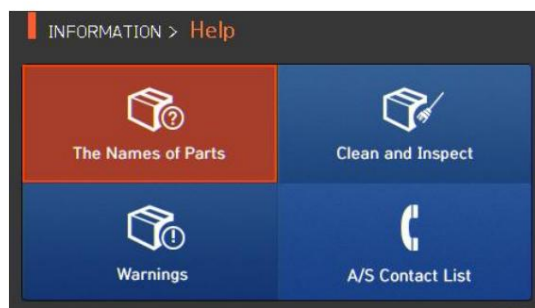 INFORMATION > Help
The Names of Parts
Clean and Inspect
Warnings
A/S Contact List